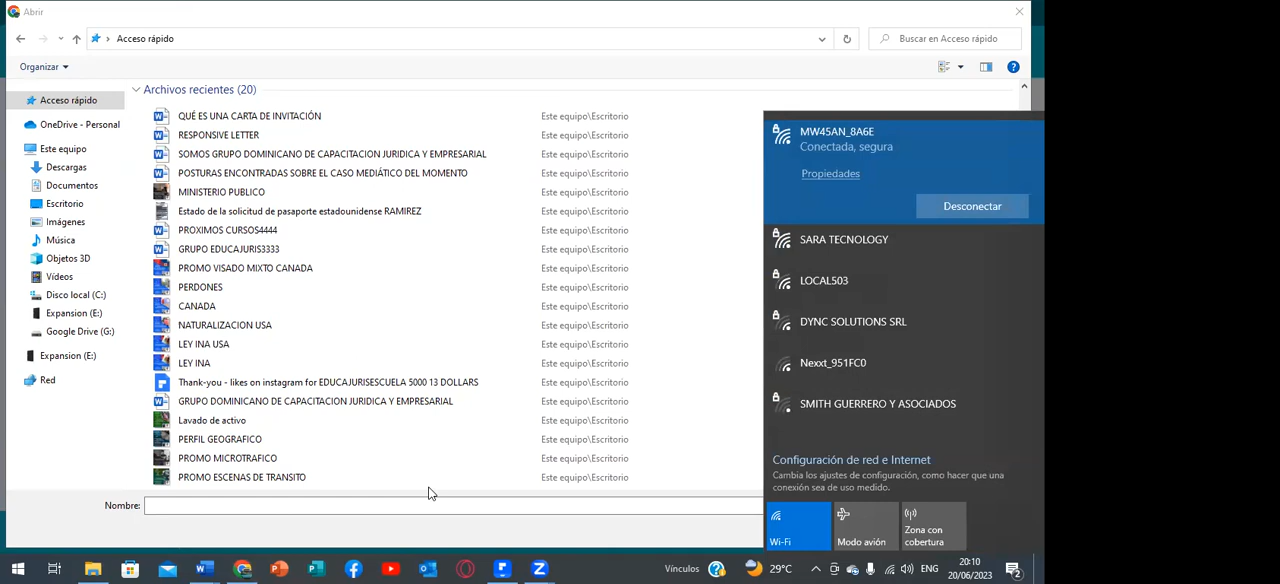 Abrir
Acceso rápido
Buscar en Acceso rápido
Organizar
Acceso rápido
OneDrive - Personal
Este equipo
Descargas
Documentos
Escritorio
Imágenes
Música
Objetos 3D
Vídeos
Disco local (C:)
Expansion (E:)
Google Drive (G:)
Expansion (E:)
Red
Archivos recientes (20)
QUÉ ES UNA CARTA DE INVITACIÓN Este equipo\Escritorio
RESPONSIVE LETTER Este equipo\Escritorio
SOMOS GRUPO DOMINICANO DE CAPACITACION JURIDICA Y EMPRESARIAL Este equipo\Escritorio
POSTURAS ENCONTRADAS SOBRE EL CASO MEDIÁTICO DEL MOMENTO Este equipo\Escritorio
MINISTERIO PUBLICO Este equipo\Escritorio
Estado de la solicitud de pasaporte estadounidense RAMIREZ Este equipo\Escritorio
PROXIMOS CURSOS4444 Este equipo\Escritorio
GRUPO EDUCAJURIS3333 Este equipo\Escritorio
PROMO VISADO MIXTO CANADA Este equipo\Escritorio
PERDONES Este equipo\Escritorio
CANADA Este equipo\Escritorio
NATURALIZACION USA Este equipo\Escritorio
LEY INA USA Este equipo\Escritorio
LEY INA Este equipo\Escritorio
Thank-you - likes on instagram for EDUCAJURISESCUELA 5000 13 DOLLARS Este equipo\Escritorio
GRUPO DOMINICANO DE CAPACITACION JURIDICA Y EMPRESARIAL Este equipo\Escritorio
Lavado de activo Este equipo\Escritorio
PERFIL GEOGRAFICO Este equipo\Escritorio
PROMO MICROTRAFICO Este equipo\Escritorio
PROMO ESCENAS DE TRANSITO Este equipo\Escritorio
Nombre:
MW45AN_8A6E
Conectada, segura
Propiedades
Desconectar
SARA TECNOLOGY
LOCAL503
DYNC SOLUTIONS SRL
Nexxt_951FC0
SMITH GUERRERO Y ASOCIADOS
Configuración de red e Internet
Cambia los ajustes de configuración, como hacer que una
conexión sea de uso medido.
Wi-Fi
Modo avión
Zona con
cobertura
Vínculos
29°C
ENG
20:10
20/06/2023
2